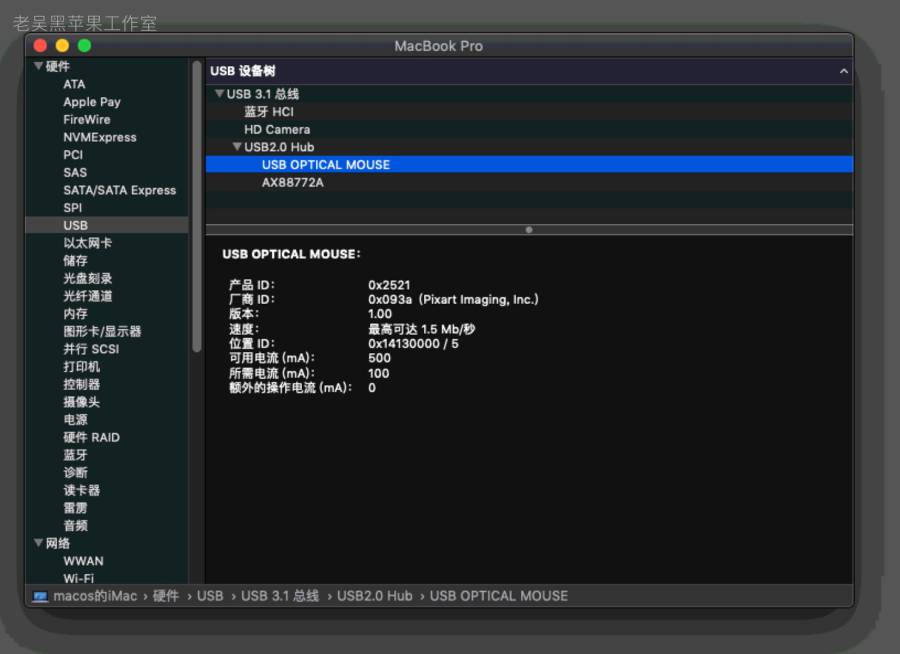 老吴黑苹果工作室
MacBook Pro
硬件
ATA
Apple Pay
FireWire
NVMExpress
PCI
SAS
SATA/SATA Express
SPI
USB
以太网卡
储存
光盘刻录
光纤通道
内存
图形卡/显示器
并行 SCSI
打印机
控制器
摄像头
电源
硬件 RAID
蓝牙
诊断
读卡器
雷雳
音频
网络
WWAN
Wi-Fi
USB 设备树
USB 3.1 总线
蓝牙 HCI
HD Camera
USB2.0 Hub
USB OPTICAL MOUSE
AX88772A
USB OPTICAL MOUSE:
产品 ID: 0x2521
厂商 ID: 0x093a (Pixart Imaging, Inc.)
版本: 1.00
速度: 最高可达 1.5 Mb/秒
位置 ID: 0x14130000 / 5
可用电流 (mA): 500
所需电流 (mA): 100
额外的操作电流 (mA): 0
macos的iMac › 硬件 › USB › USB 3.1 总线 › USB2.0 Hub › USB OPTICAL MOUSE